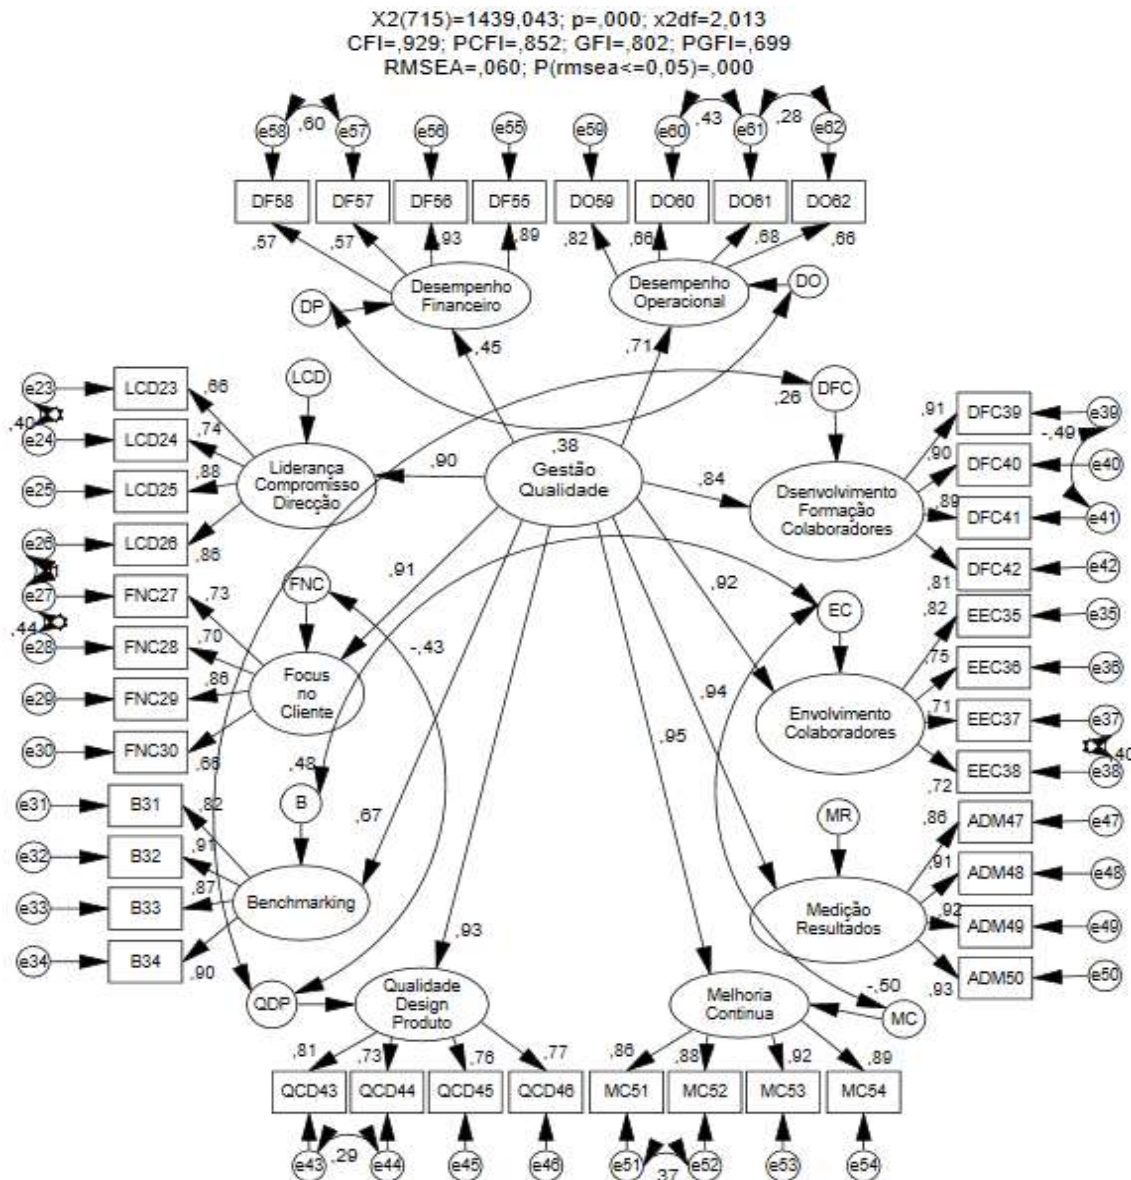 X2(715)=1439,043; p=,000; x2df=2,013
CFI=,929; PCFI=,852; GFI=,802; PGFI=,699
RMSEA=,060; P(rmsea<=0,05)=,000
e58
,60
e57
e56
e55
e59
e60
,43
e61
,28
e62
DF58
DF57
DF56
DF55
DO59
DO60
DO61
DO62
,57
,57
,93
,89
,82
,66
,68
,66
Desempenho
Financeiro
Desempenho
Operacional
DP
DO
,45
,71
e23
LCD23
,66
,40
e24
LCD24
,74
e25
LCD25
,88
e26
LCD26
,86
LCD
Liderança
Compromisso
Direcção
,90
,38
Gestão
Qualidade
,26
DFC
,84
Dsenvolvimento
Formação
Colaboradores
,91
DFC39
e39
-,49
,90
DFC40
e40
,89
DFC41
e41
,81
DFC42
e42
e27
FNC27
,73
,44
e28
FNC28
,70
e29
FNC29
,86
e30
FNC30
,66
FNC
Focus
no
Cliente
,91
-,43
,92
EC
Envolvimento
Colaboradores
,82
EEC35
e35
,75
EEC36
e36
,71
EEC37
e37
,40
,72
EEC38
e38
e31
B31
,82
e32
B32
,91
e33
B33
,87
e34
B34
,90
,48
B
Benchmarking
,67
,95
,94
MR
Medição
Resultados
,86
ADM47
e47
,91
ADM48
e48
,92
ADM49
e49
,93
ADM50
e50
,93
QDP
Qualidade
Design
Produto
Melhoria
Continua
-,50
MC
,81
,73
,76
,77
,86
,88
,92
,89
QCD43
QCD44
QCD45
QCD46
MC51
MC52
MC53
MC54
e43
,29
e44
e45
e46
e51
,37
e52
e53
e54